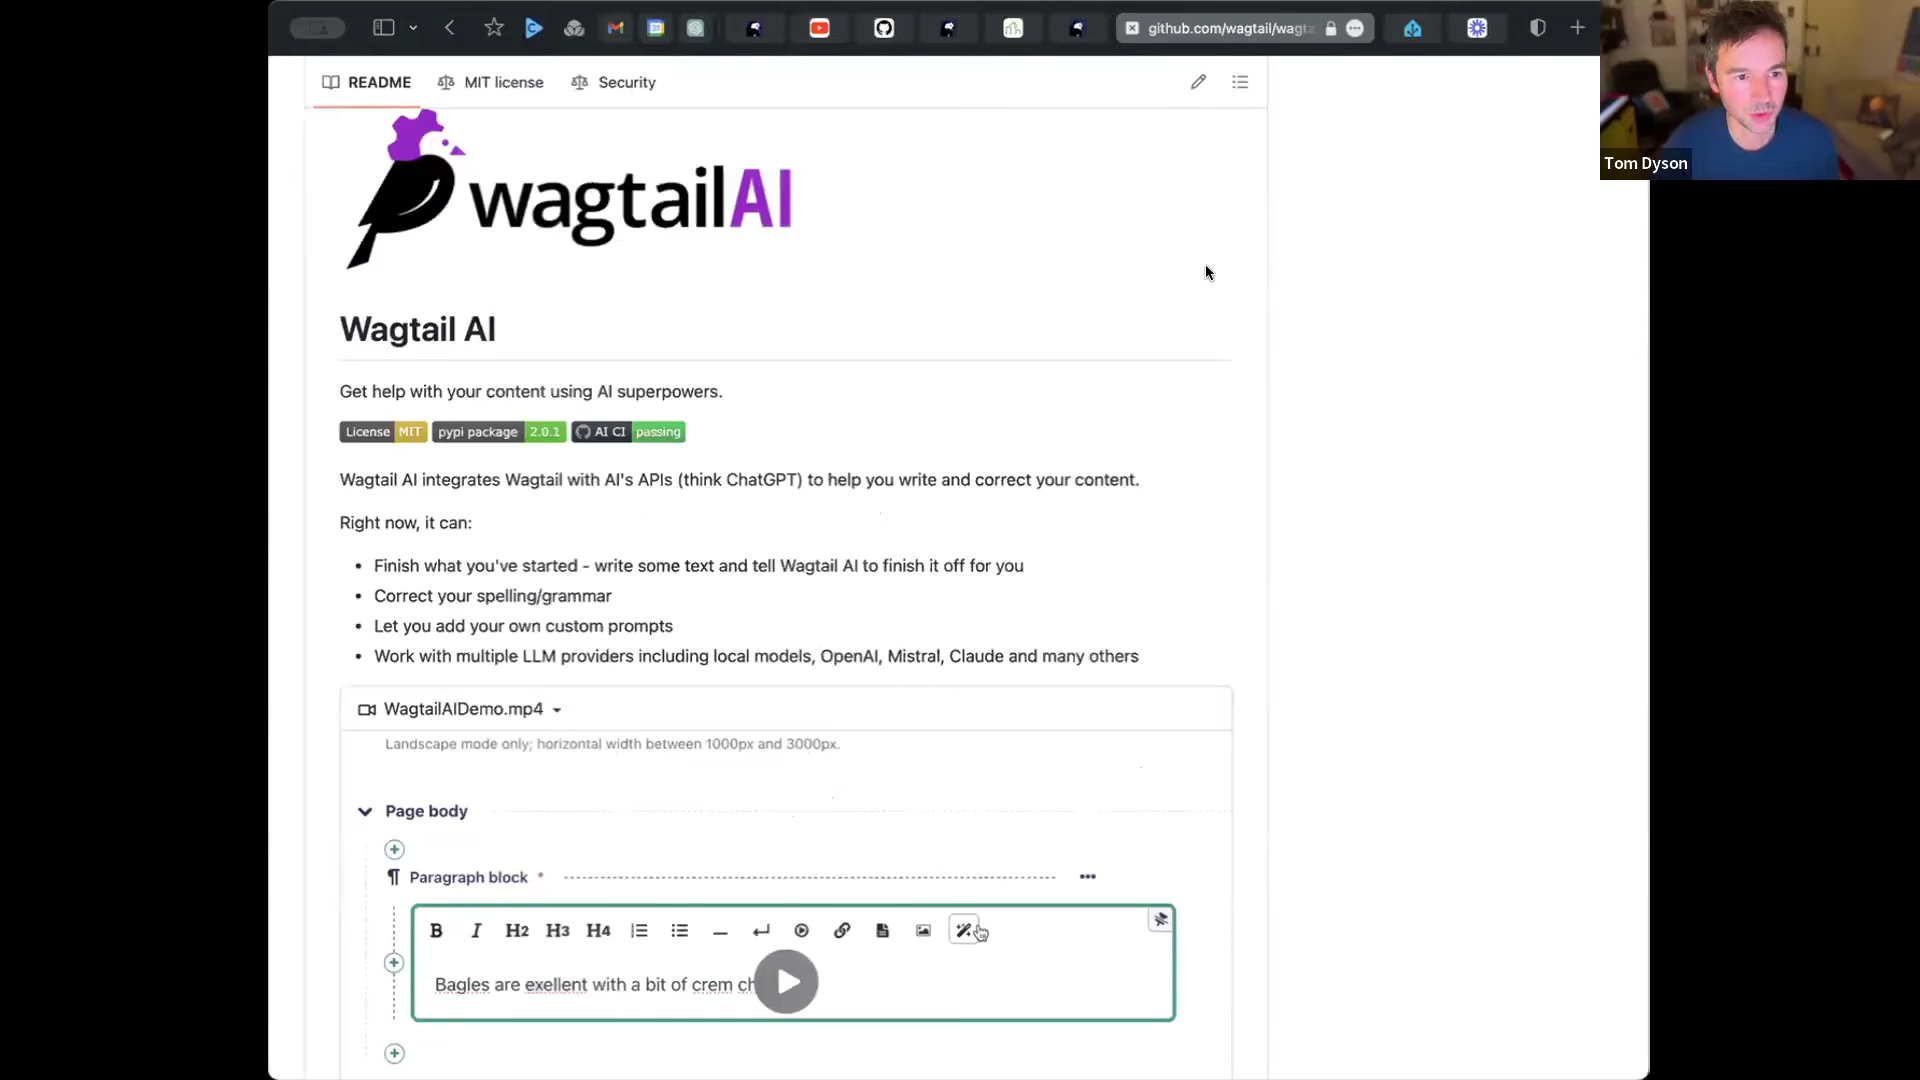 github.com/wagtail/wagta
Tom Dyson
README
MIT license
Security
wagtailAI
Wagtail AI
Get help with your content using AI superpowers.
License MIT pypi package 2.0.1 AI CI passing
Wagtail AI integrates Wagtail with AI's APIs (think ChatGPT) to help you write and correct your content.
Right now, it can:
• Finish what you've started - write some text and tell Wagtail AI to finish it off for you
• Correct your spelling/grammar
• Let you add your own custom prompts
• Work with multiple LLM providers including local models, OpenAI, Mistral, Claude and many others
WagtailAIDemo.mp4
Landscape mode only; horizontal width between 1000px and 3000px.
Page body
Paragraph block *
B I H2 H3 H4
Bagles are exellent with a bit of crem ch